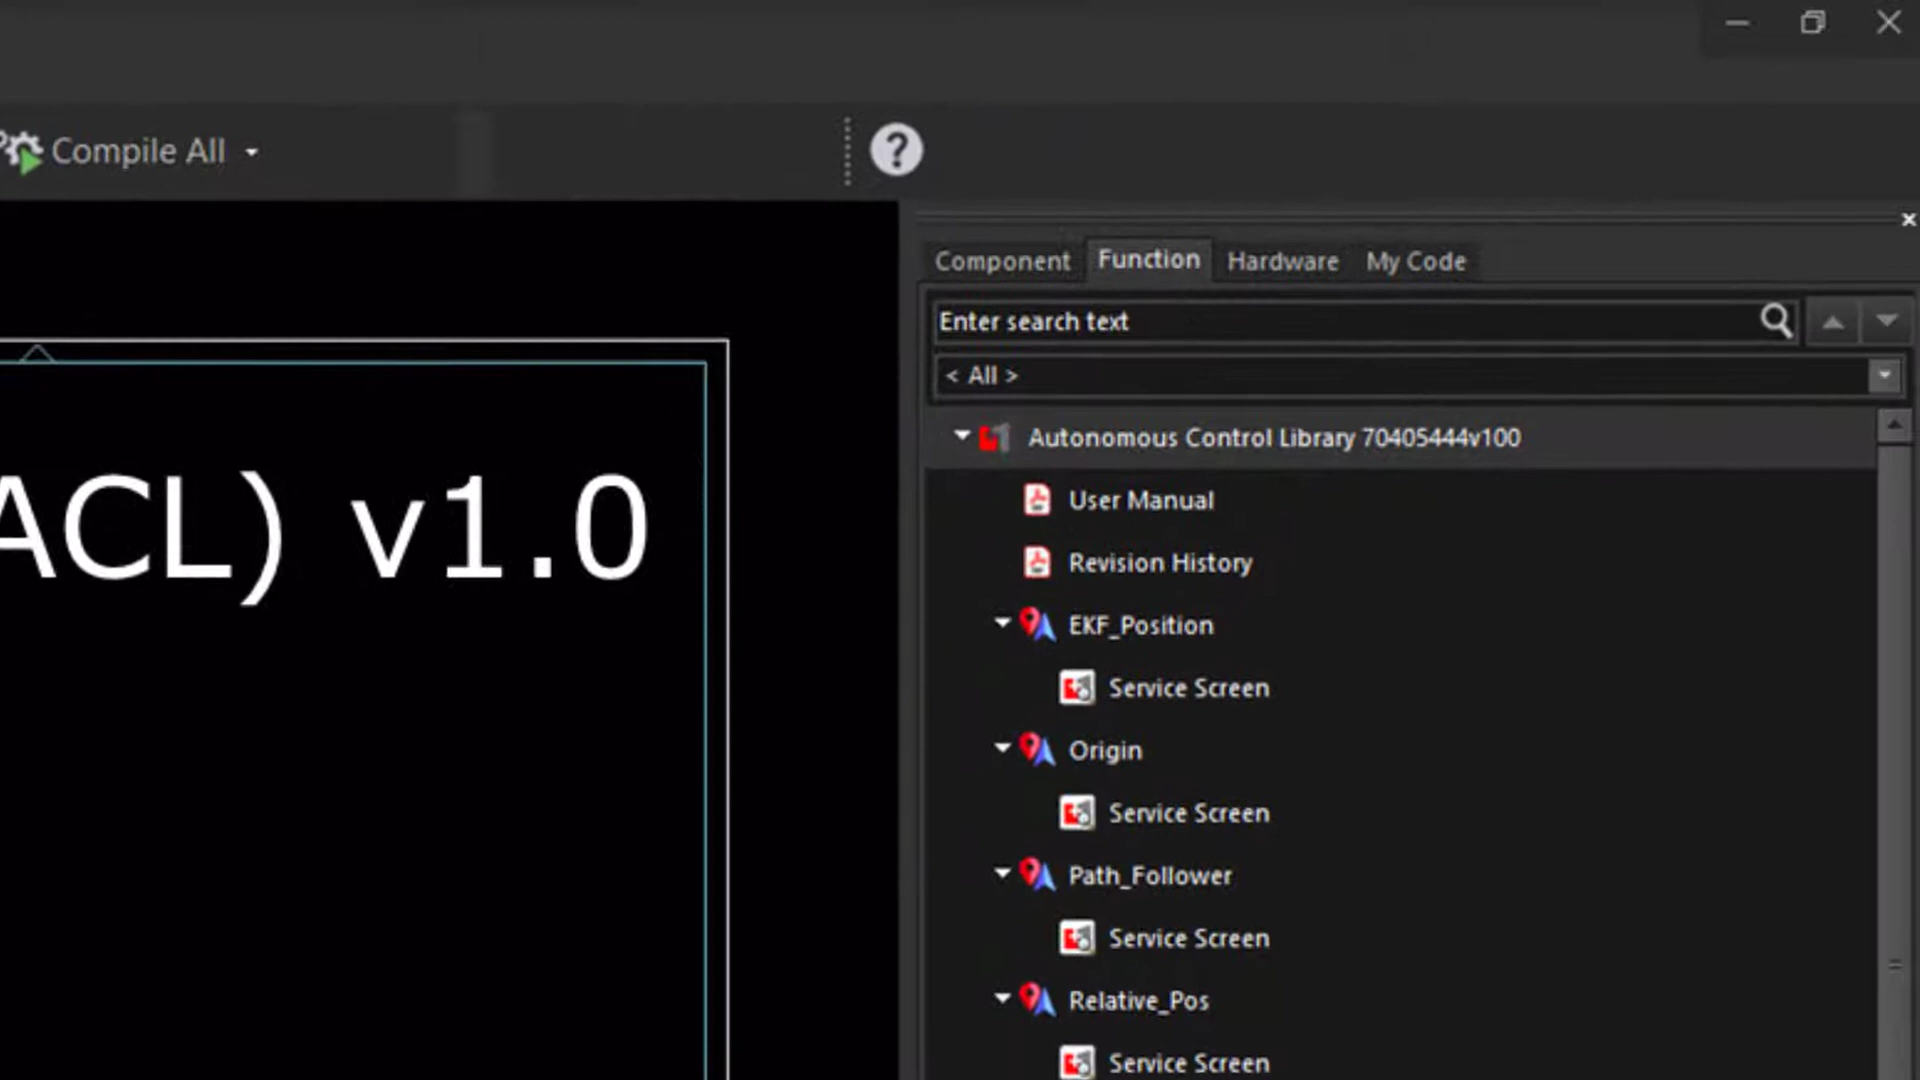 Compile All
Component Function Hardware My Code
Enter search text
< All >
Autonomous Control Library 70405444v100
ACL) v1.0
User Manual
Revision History
EKF_Position
Service Screen
Origin
Service Screen
Path_Follower
Service Screen
Relative_Pos
Service Screen